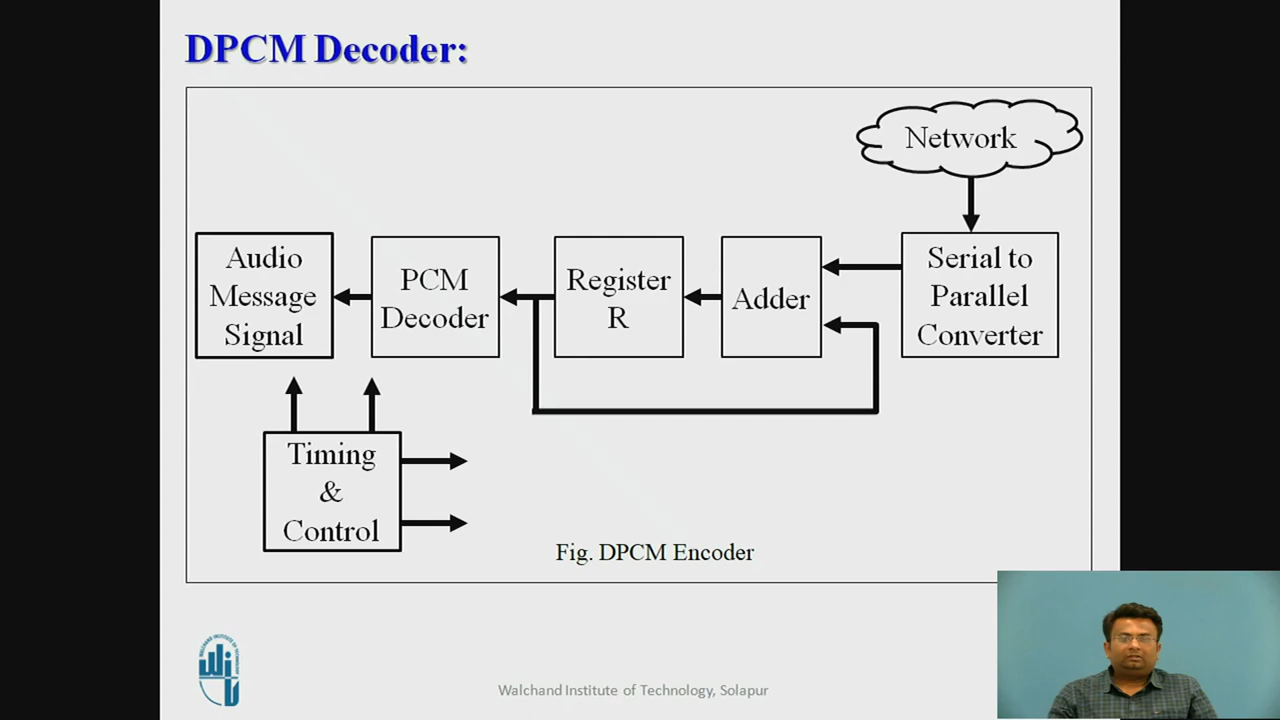 DPCM Decoder:
Network
Audio
Message
Signal
PCM
Decoder
Register
R
Adder
Serial to
Parallel
Converter
Timing
&
Control
Fig. DPCM Encoder
Walchand Institute of Technology, Solapur